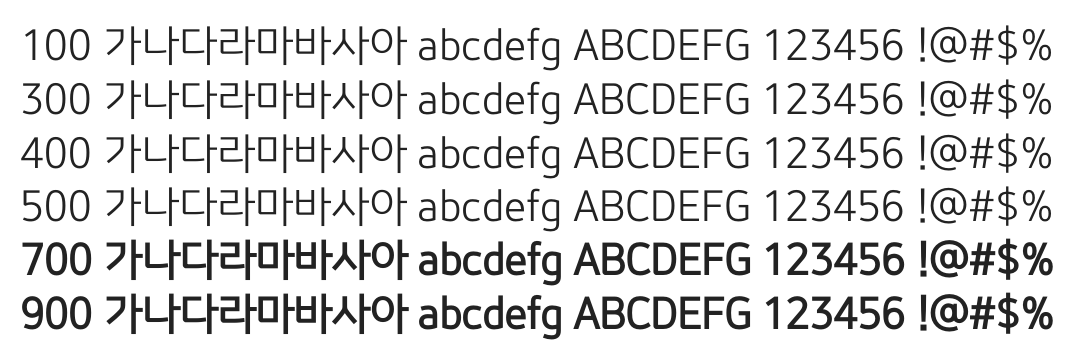 100 가나다라마바사아 abcdefg ABCDEFG 123456 !@#$%
300 가나다라마바사아 abcdefg ABCDEFG 123456 !@#$%
400 가나다라마바사아 abcdefg ABCDEFG 123456 !@#$%
500 가나다라마바사아 abcdefg ABCDEFG 123456 !@#$%
700 가나다라마바사아 abcdefg ABCDEFG 123456 !@#$%
900 가나다라마바사아 abcdefg ABCDEFG 123456 !@#$%